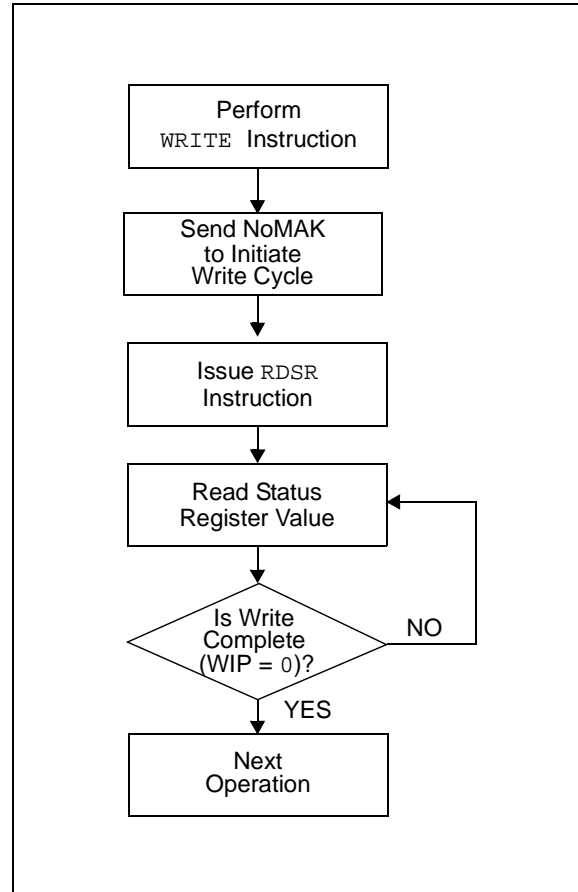 Perform
WRITE Instruction
Send NoMAK
to Initiate
Write Cycle
Issue RDSR
Instruction
Read Status
Register Value
Is Write
Complete
(WIP = 0)?
NO
YES
Next
Operation